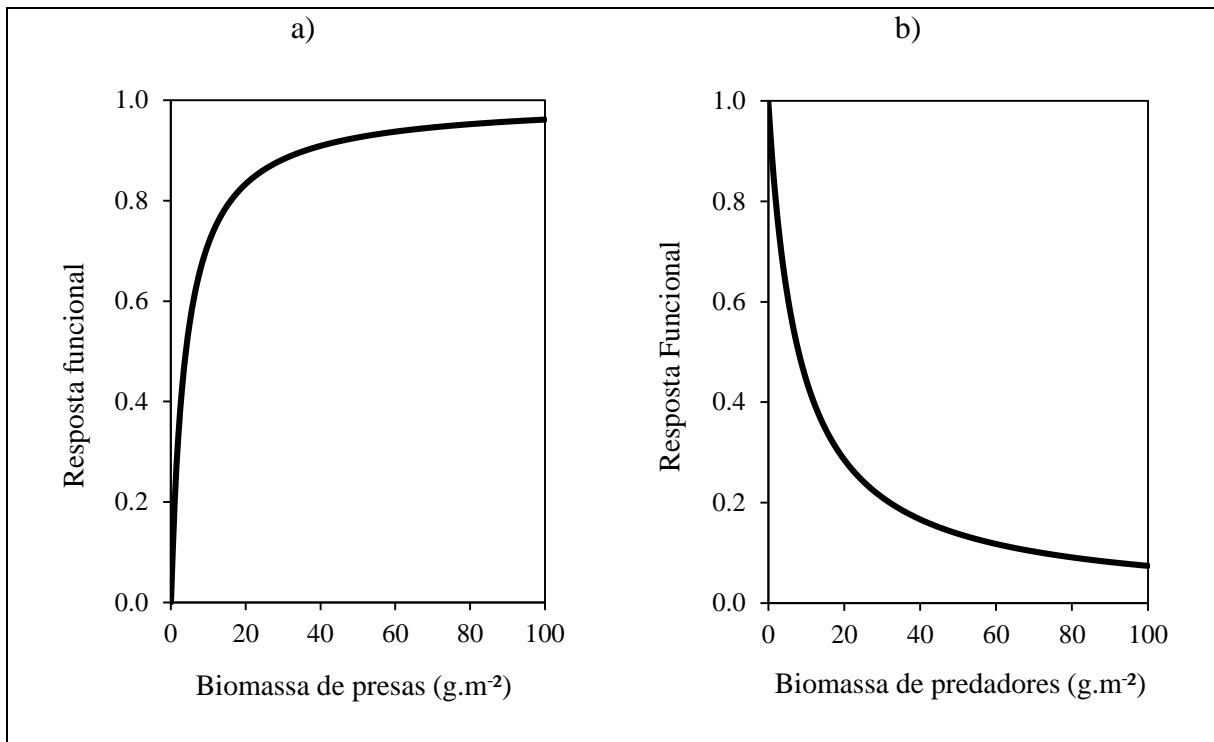 a)
Resposta funcional
1.0
0.8
0.6
0.4
0.2
0.0
0 20 40 60 80 100
Biomassa de presas (g.m⁻²)
b)
Resposta Funcional
1.0
0.8
0.6
0.4
0.2
0.0
0 20 40 60 80 100
Biomassa de predadores (g.m⁻²)